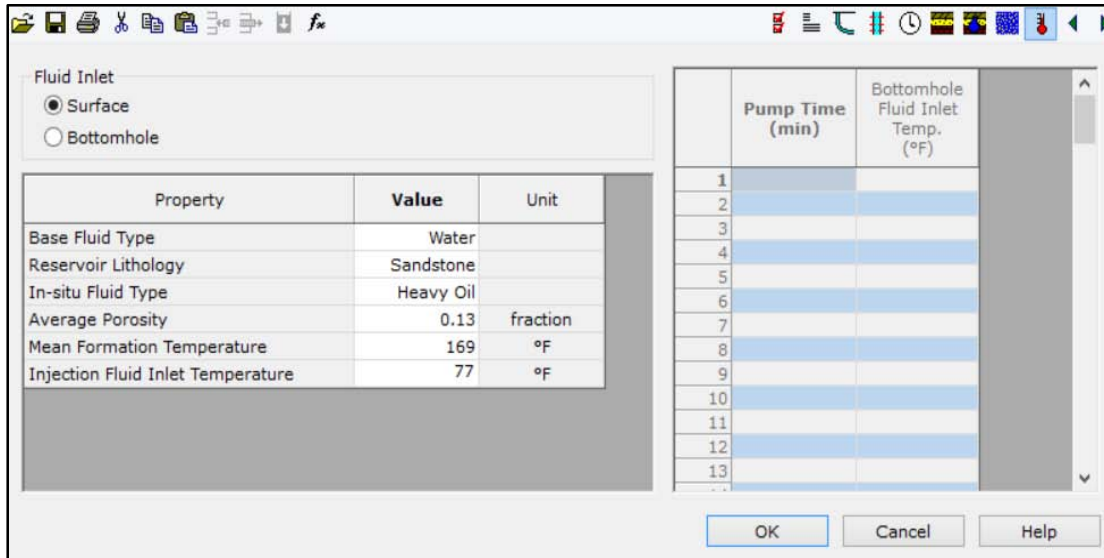 fx
Fluid Inlet
Surface
Bottomhole
Property Value Unit
Base Fluid Type Water
Reservoir Lithology Sandstone
In-situ Fluid Type Heavy Oil
Average Porosity 0.13 fraction
Mean Formation Temperature 169 °F
Injection Fluid Inlet Temperature 77 °F
Pump Time
(min)
Bottomhole
Fluid Inlet
Temp.
(°F)
1
2
3
4
5
6
7
8
9
10
11
12
13
OK Cancel Help